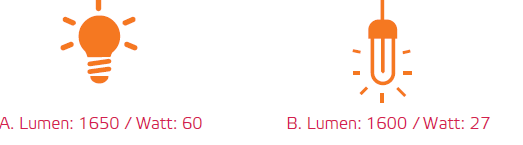 A. Lumen: 1650 / Watt: 60
B. Lumen: 1600 / Watt: 27